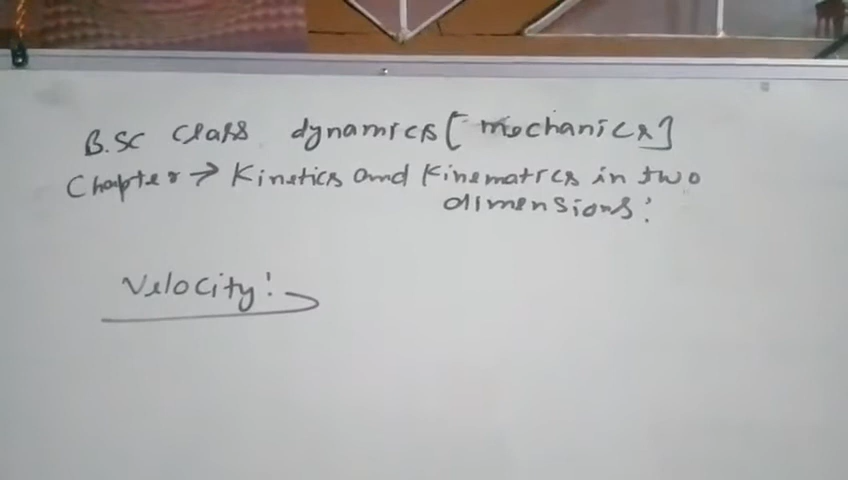 B.SC class dynamics [mechanics]
Chapter → Kinetics and Kinematics in two
dimensions:
Velocity: